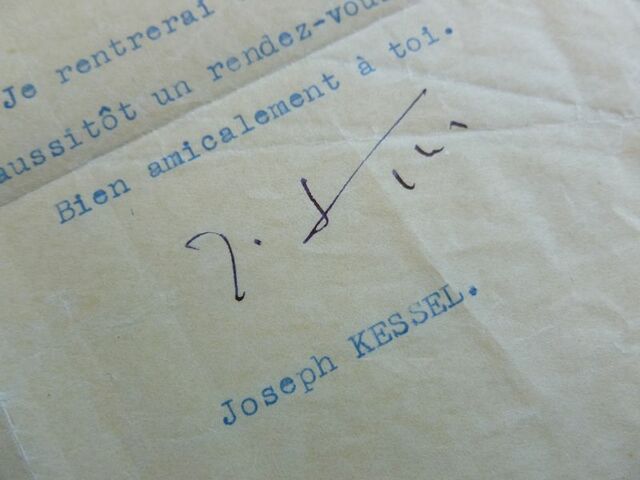 Je rentrerai
aussitôt un rendez-vous
Bien amicalement à toi.
Joseph KESSEL.